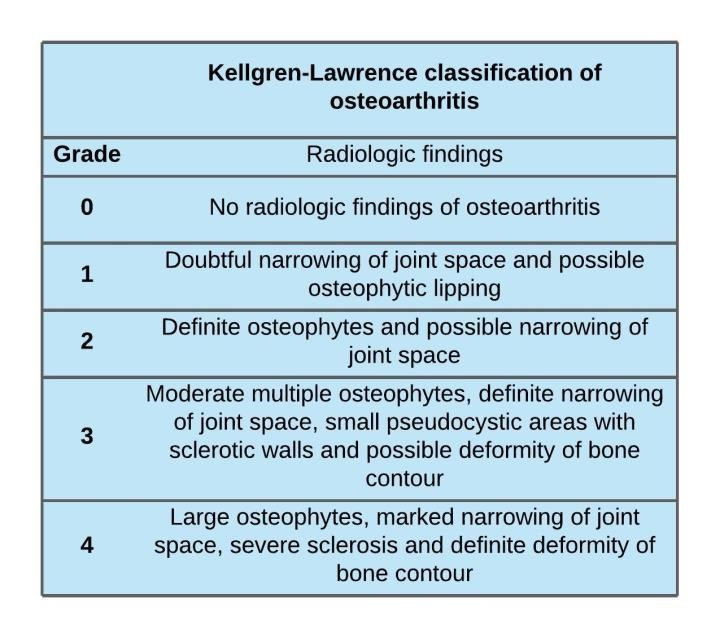 Kellgren-Lawrence classification of
osteoarthritis
Grade Radiologic findings
0 No radiologic findings of osteoarthritis
1 Doubtful narrowing of joint space and possible
osteophytic lipping
2 Definite osteophytes and possible narrowing of
joint space
3 Moderate multiple osteophytes, definite narrowing
of joint space, small pseudocystic areas with
sclerotic walls and possible deformity of bone
contour
4 Large osteophytes, marked narrowing of joint
space, severe sclerosis and definite deformity of
bone contour